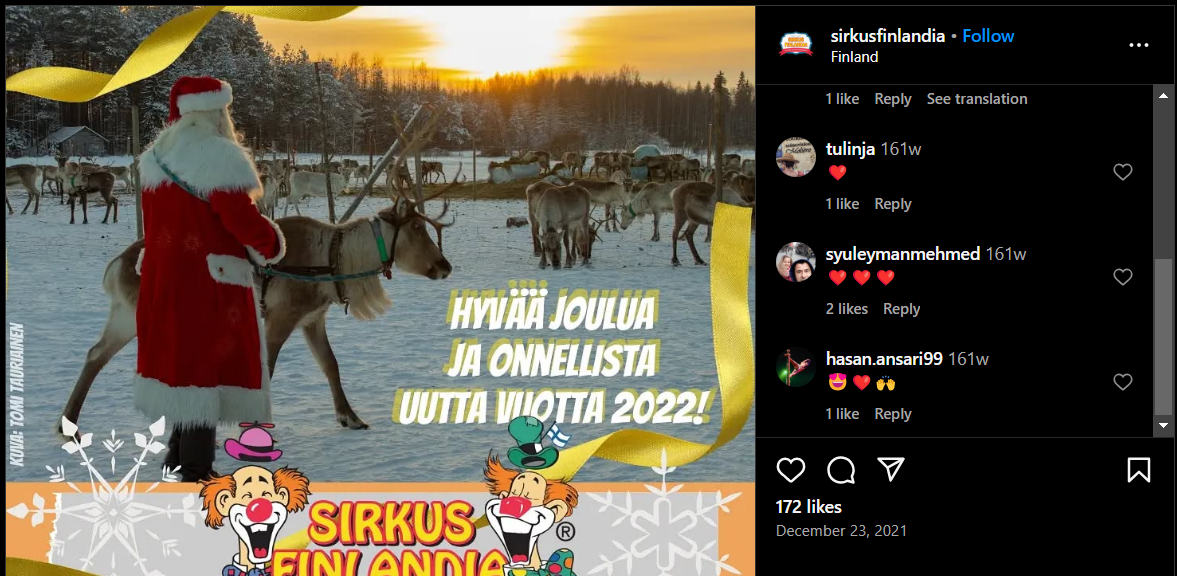 KUVA: TOMI TAURIAINEN
HYVÄÄ JOULUA
JA ONNELLISTA
UUTTA VUOTTA 2022!
SIRKUS
FINLANDIA
®
sirkusfinlandia • Follow
Finland
1 like Reply See translation
tulinja 161w
❤️
1 like Reply
syuleymanmehmed 161w
❤️❤️❤️
2 likes Reply
hasan.ansari99 161w
😍❤️🙌
1 like Reply
172 likes
December 23, 2021